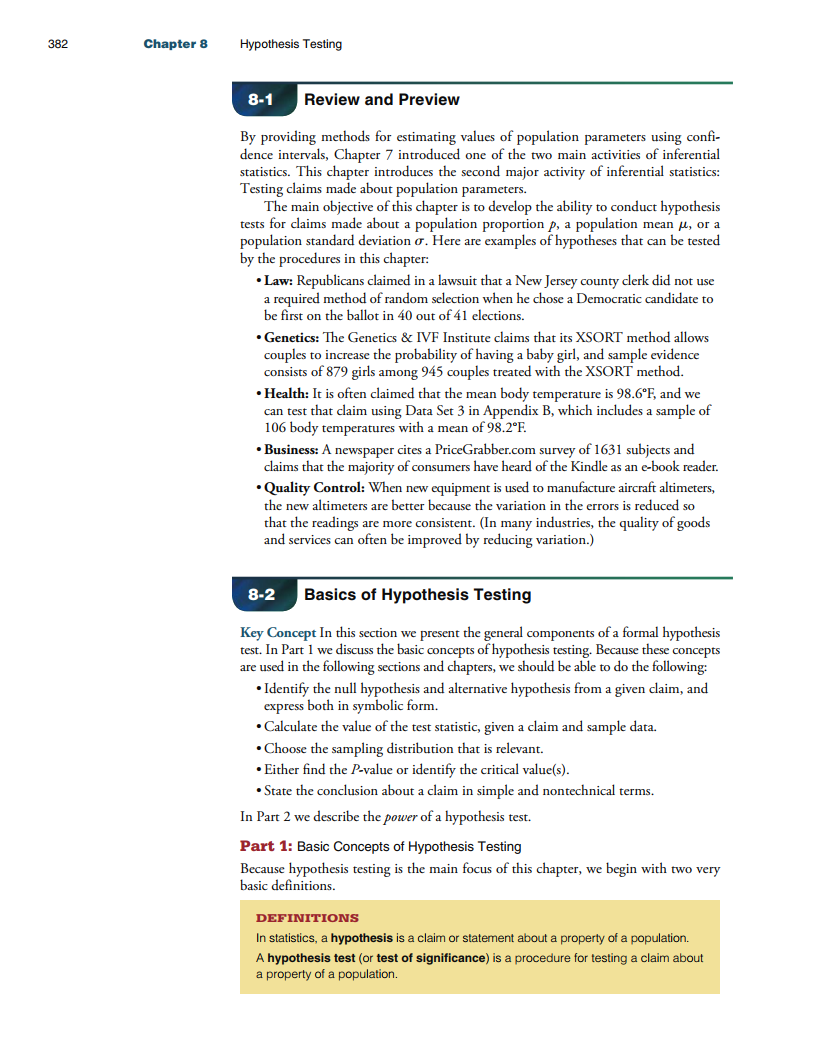 382 Chapter 8 Hypothesis Testing
8-1 Review and Preview
By providing methods for estimating values of population parameters using confi-
dence intervals, Chapter 7 introduced one of the two main activities of inferential
statistics. This chapter introduces the second major activity of inferential statistics:
Testing claims made about population parameters.
The main objective of this chapter is to develop the ability to conduct hypothesis
tests for claims made about a population proportion p, a population mean μ, or a
population standard deviation σ. Here are examples of hypotheses that can be tested
by the procedures in this chapter:
• Law: Republicans claimed in a lawsuit that a New Jersey county clerk did not use
a required method of random selection when he chose a Democratic candidate to
be first on the ballot in 40 out of 41 elections.
• Genetics: The Genetics & IVF Institute claims that its XSORT method allows
couples to increase the probability of having a baby girl, and sample evidence
consists of 879 girls among 945 couples treated with the XSORT method.
• Health: It is often claimed that the mean body temperature is 98.6°F, and we
can test that claim using Data Set 3 in Appendix B, which includes a sample of
106 body temperatures with a mean of 98.2°F.
• Business: A newspaper cites a PriceGrabber.com survey of 1631 subjects and
claims that the majority of consumers have heard of the Kindle as an e-book reader.
• Quality Control: When new equipment is used to manufacture aircraft altimeters,
the new altimeters are better because the variation in the errors is reduced so
that the readings are more consistent. (In many industries, the quality of goods
and services can often be improved by reducing variation.)
8-2 Basics of Hypothesis Testing
Key Concept In this section we present the general components of a formal hypothesis
test. In Part 1 we discuss the basic concepts of hypothesis testing. Because these concepts
are used in the following sections and chapters, we should be able to do the following:
• Identify the null hypothesis and alternative hypothesis from a given claim, and
express both in symbolic form.
• Calculate the value of the test statistic, given a claim and sample data.
• Choose the sampling distribution that is relevant.
• Either find the P-value or identify the critical value(s).
• State the conclusion about a claim in simple and nontechnical terms.
In Part 2 we describe the power of a hypothesis test.
Part 1: Basic Concepts of Hypothesis Testing
Because hypothesis testing is the main focus of this chapter, we begin with two very
basic definitions.
DEFINITIONS
In statistics, a hypothesis is a claim or statement about a property of a population.
A hypothesis test (or test of significance) is a procedure for testing a claim about
a property of a population.